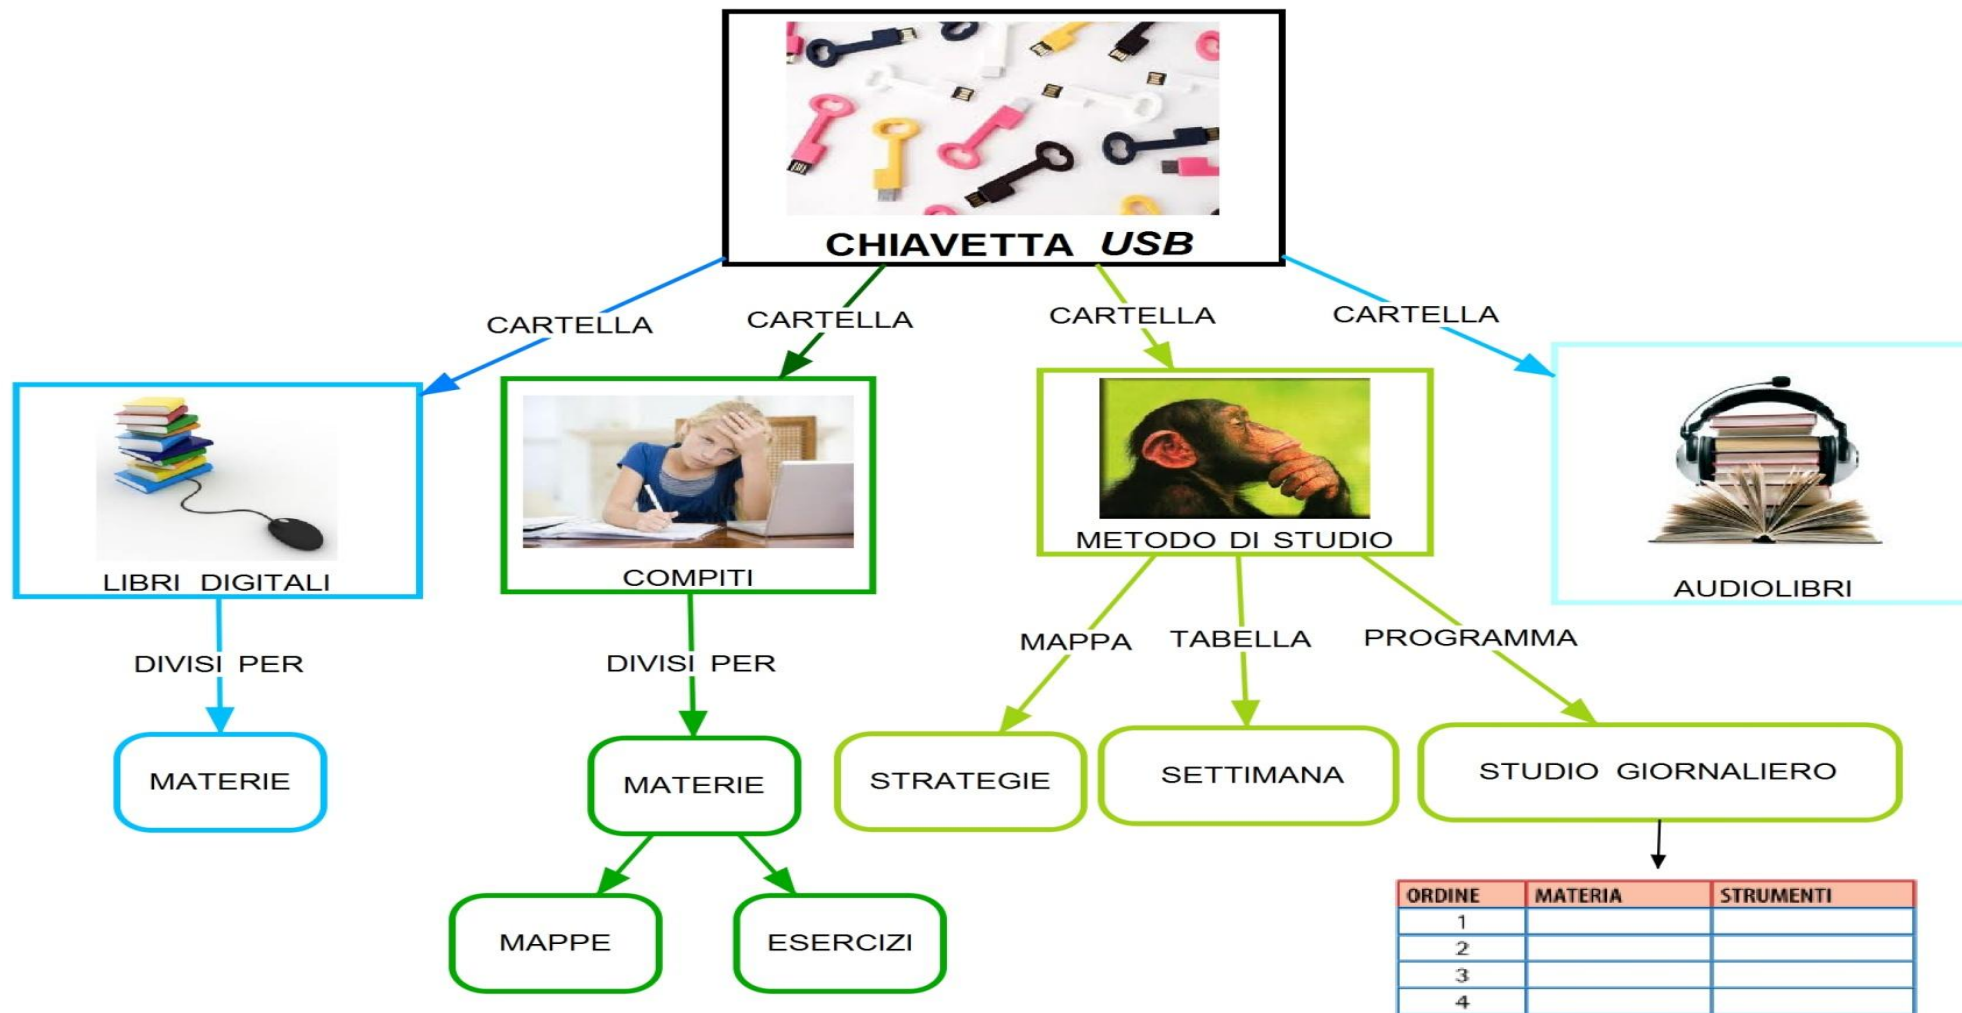 CHIAVETTA USB
CARTELLA
CARTELLA
CARTELLA
CARTELLA
LIBRI DIGITALI
COMPITI
METODO DI STUDIO
AUDIOLIBRI
DIVISI PER
DIVISI PER
MAPPA
TABELLA
PROGRAMMA
MATERIE
MATERIE
STRATEGIE
SETTIMANA
STUDIO GIORNALIERO
MAPPE
ESERCIZI
ORDINE MATERIA STRUMENTI
1
2
3
4